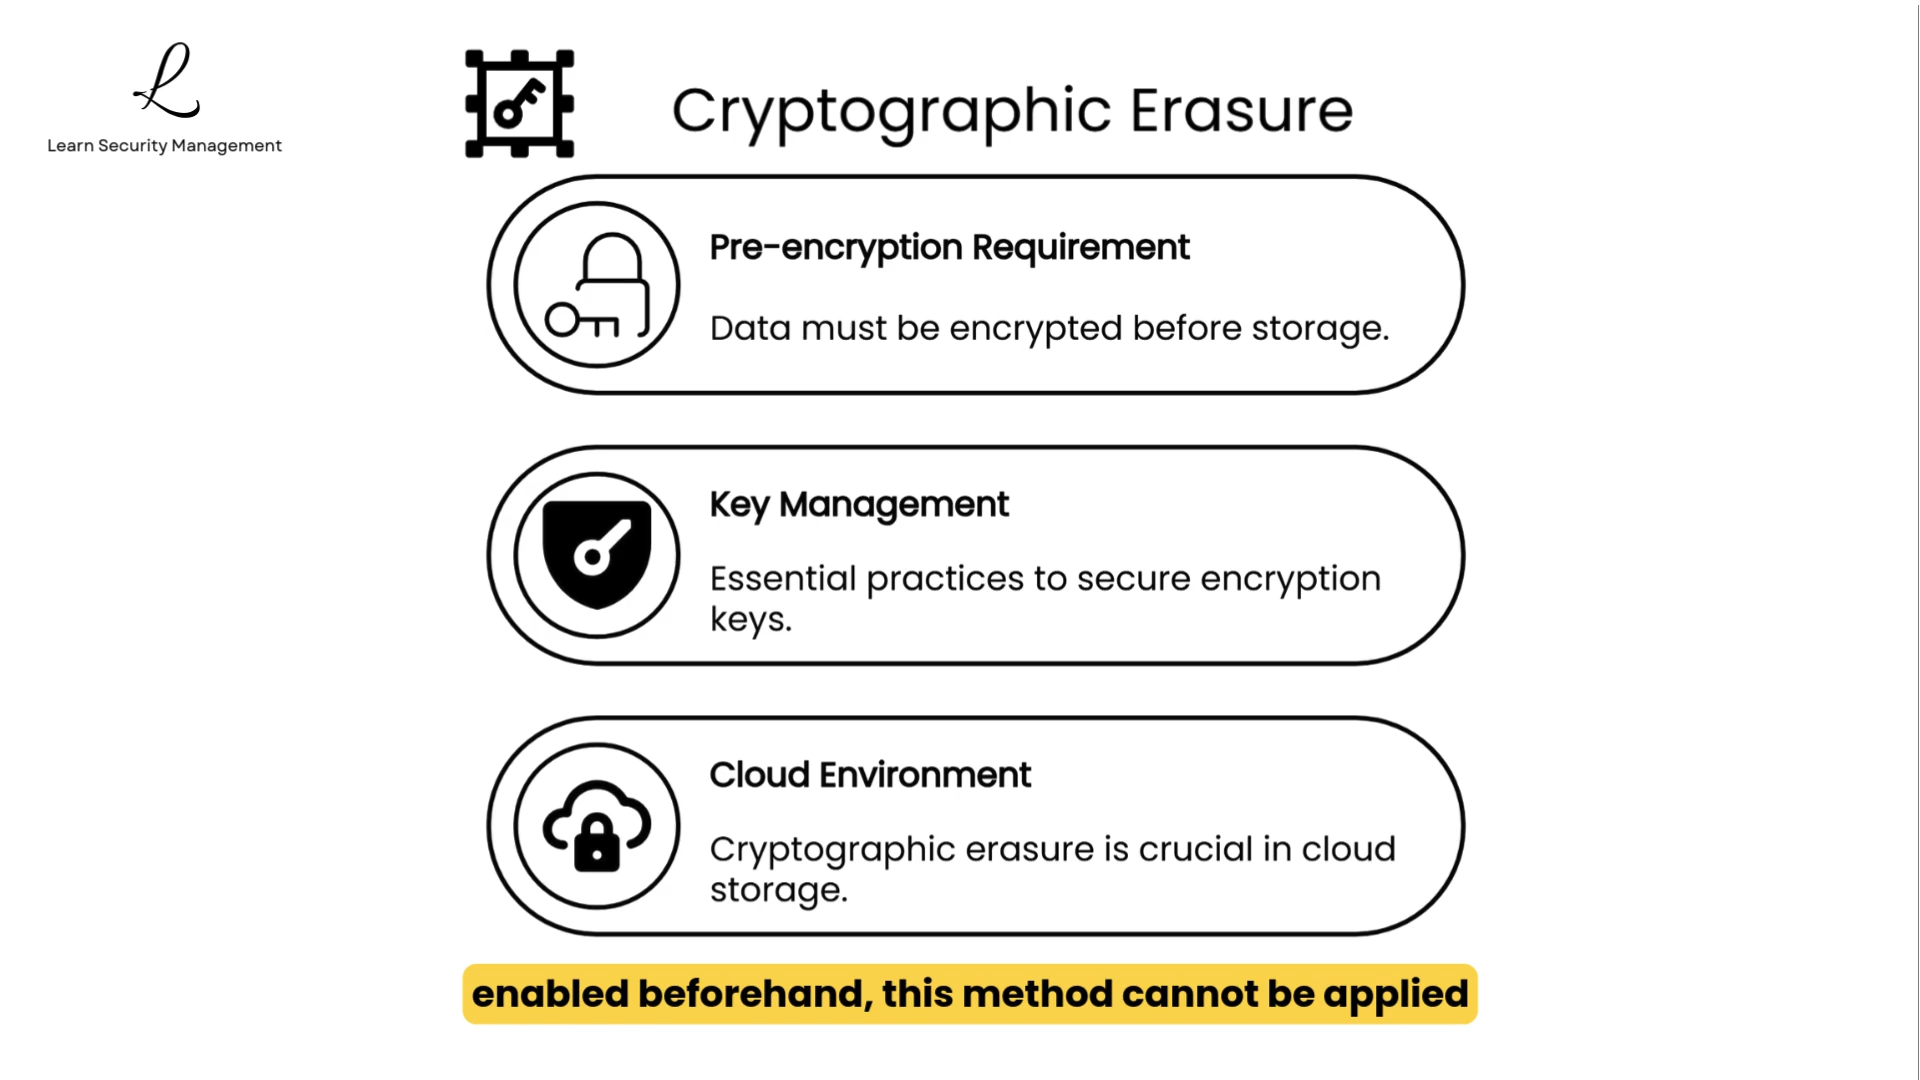 L
Learn Security Management
Cryptographic Erasure
Pre-encryption Requirement
Data must be encrypted before storage.
Key Management
Essential practices to secure encryption
keys.
Cloud Environment
Cryptographic erasure is crucial in cloud
storage.
enabled beforehand, this method cannot be applied